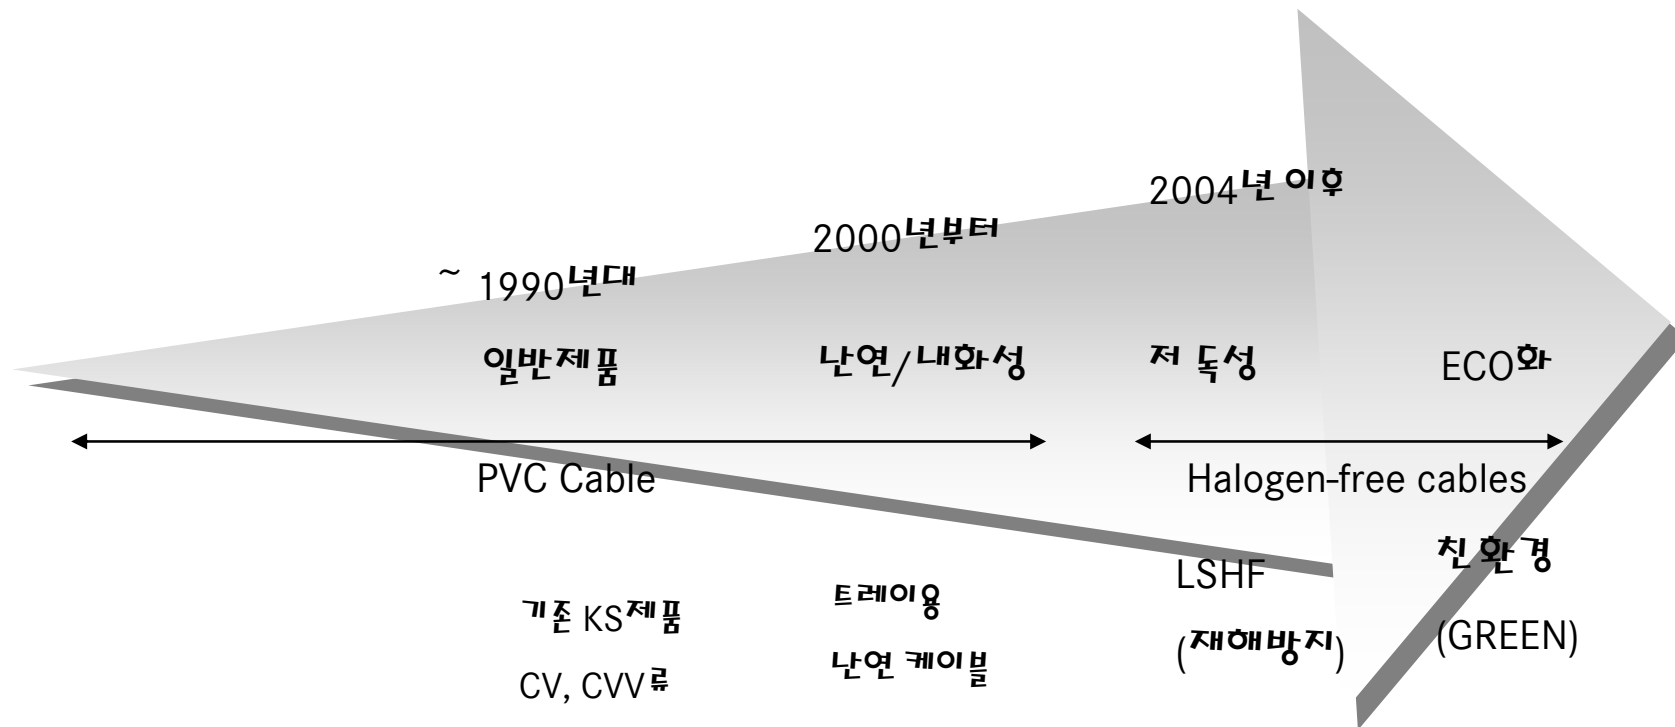 ~ 1990년대
2000년부터
2004년 이후
일반제품
난연/내화성
저 독성
ECO화
PVC Cable
Halogen-free cables
기존 KS제품
CV, CVV류
트레이용
난연 케이블
LSHF
(재해방지)
친환경
(GREEN)